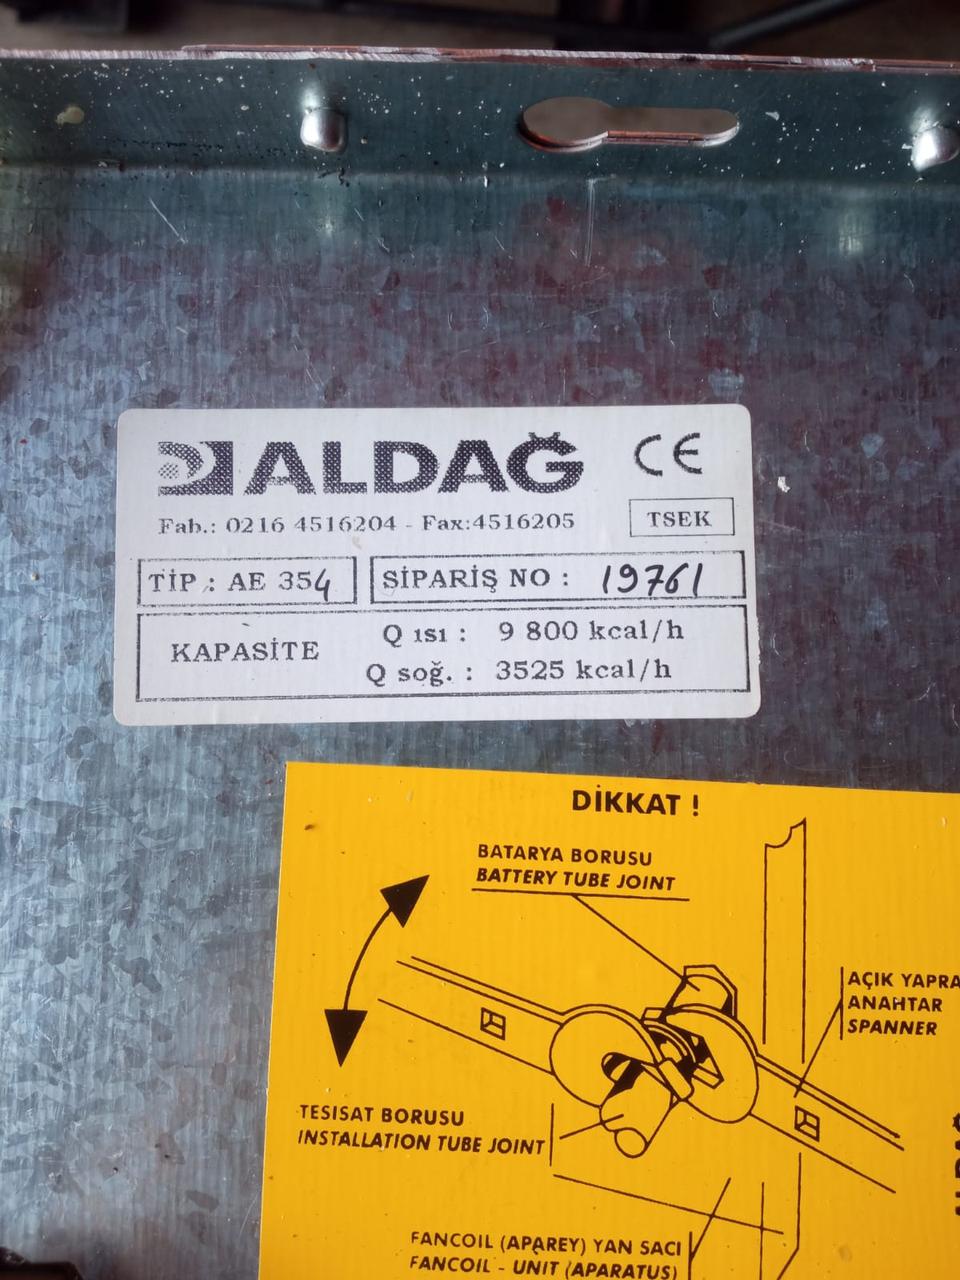 ALDAĞ CE
Fab.: 0216 4516204 - Fax:4516205
TSEK
TİP : AE 354
SİPARİŞ NO : 19761
KAPASİTE
Q ısı : 9 800 kcal/h
Q soğ. : 3525 kcal/h
DİKKAT !
BATARYA BORUSU
BATTERY TUBE JOINT
AÇIK YAPRA
ANAHTAR
SPANNER
TESISAT BORUSU
INSTALLATION TUBE JOINT
FANCOIL (APAREY) YAN SACI
FANCOIL - UNIT (APARATUS)